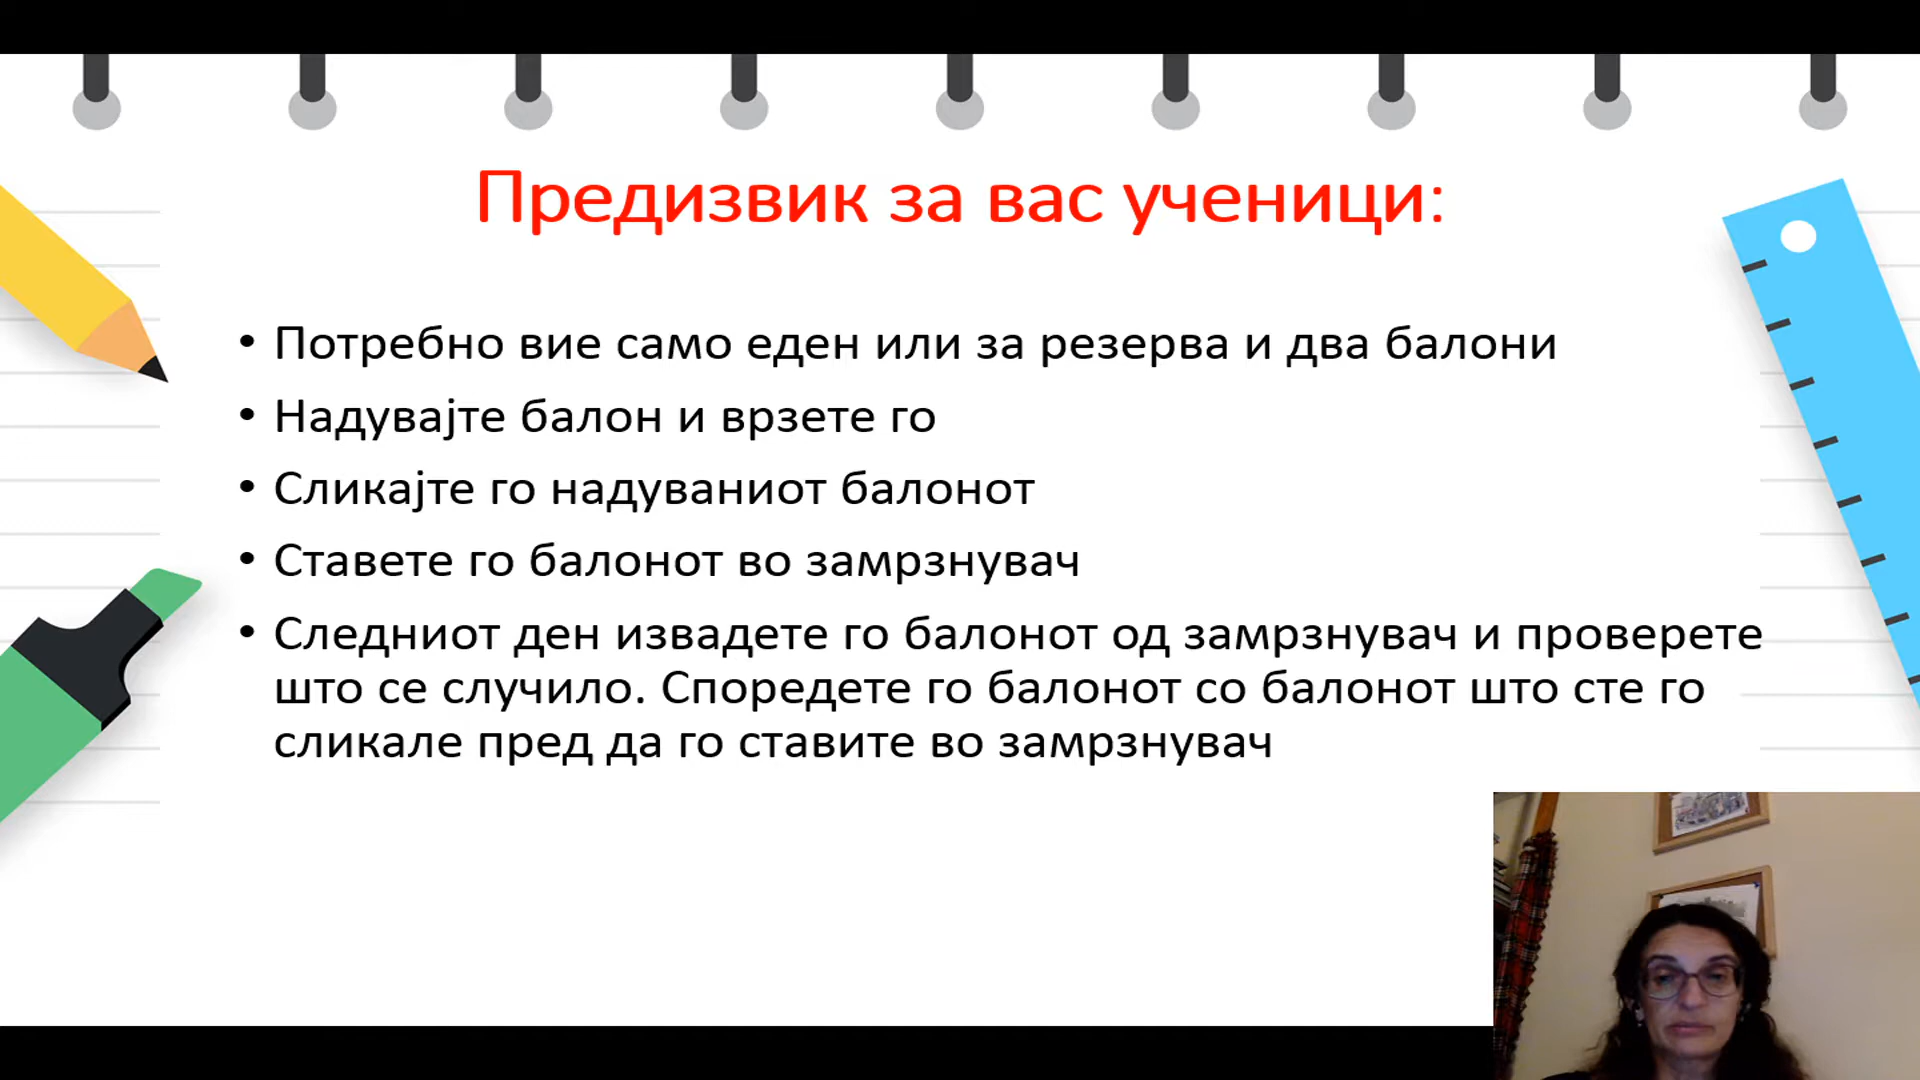 Предизвик за вас ученици:
• Потребно вие само еден или за резерва и два балони
• Надувајте балон и врзете го
• Сликајте го надуваниот балонот
• Ставете го балонот во замрзнувач
• Следниот ден извадете го балонот од замрзнувач и проверете
што се случило. Споредете го балонот со балонот што сте го
сликале пред да го ставите во замрзнувач